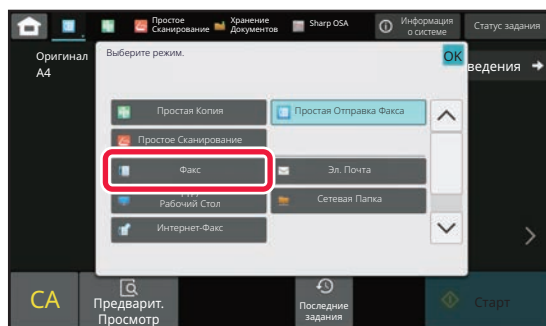 Простое Сканирование
Хранение Документов
Sharp OSA
Информация о системе
Статус задания
Оригинал
A4
Выберите режим.
OK
ведения
Простая Копия
Простая Отправка Факса
Простое Сканирование
Факс
Эл. Почта
Рабочий Стол
Сетевая Папка
Интернет-Факс
CA
Предварит.
Просмотр
Последние
задания
Старт